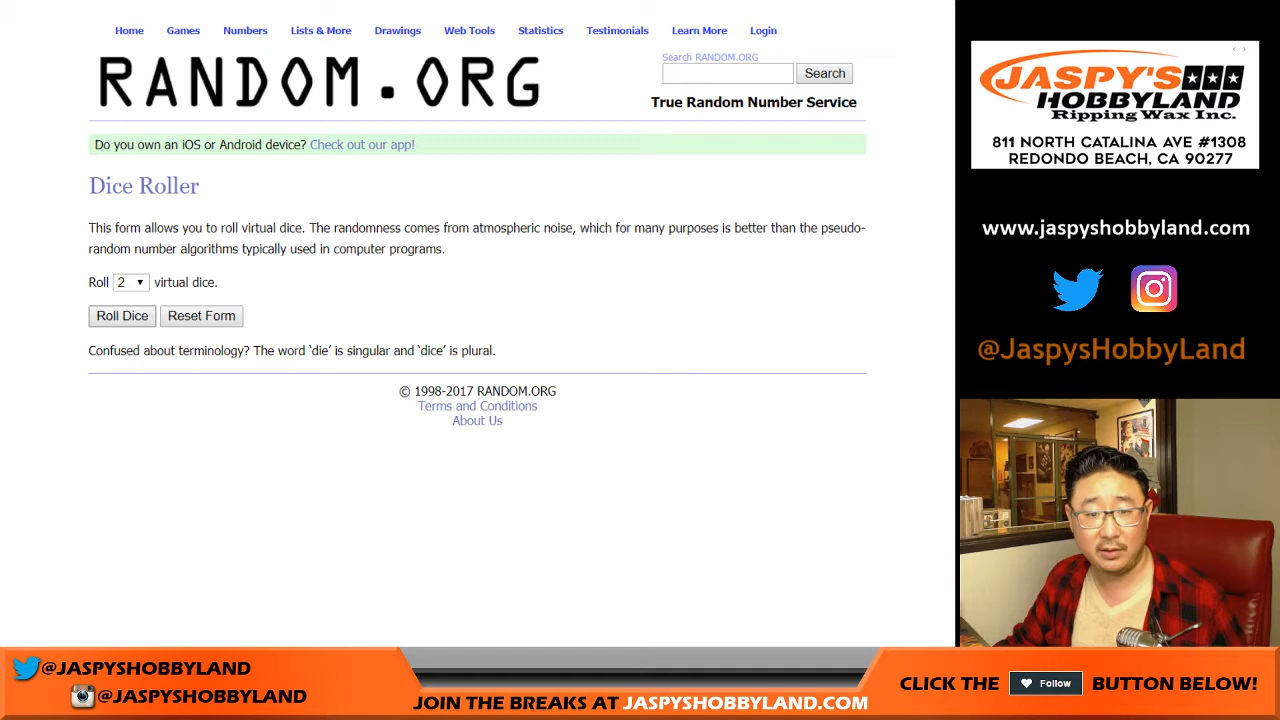 Home Games Numbers Lists & More Drawings Web Tools Statistics Testimonials Learn More Login
RANDOM.ORG
Search RANDOM.ORG
Search
True Random Number Service
Do you own an iOS or Android device? Check out our app!
Dice Roller
This form allows you to roll virtual dice. The randomness comes from atmospheric noise, which for many purposes is better than the pseudo-
random number algorithms typically used in computer programs.
Roll 2 virtual dice.
Roll Dice Reset Form
Confused about terminology? The word ‘die’ is singular and ‘dice’ is plural.
© 1998-2017 RANDOM.ORG
Terms and Conditions
About Us
JASPY'S
HOBBYLAND
Ripping Wax Inc.
811 NORTH CATALINA AVE #1308
REDONDO BEACH, CA 90277
www.jaspyshobbyland.com
@JaspysHobbyLand
@JASPYSHOBBYLAND
@JASPYSHOBBYLAND
JOIN THE BREAKS AT JASPYSHOBBYLAND.COM
CLICK THE Follow BUTTON BELOW!